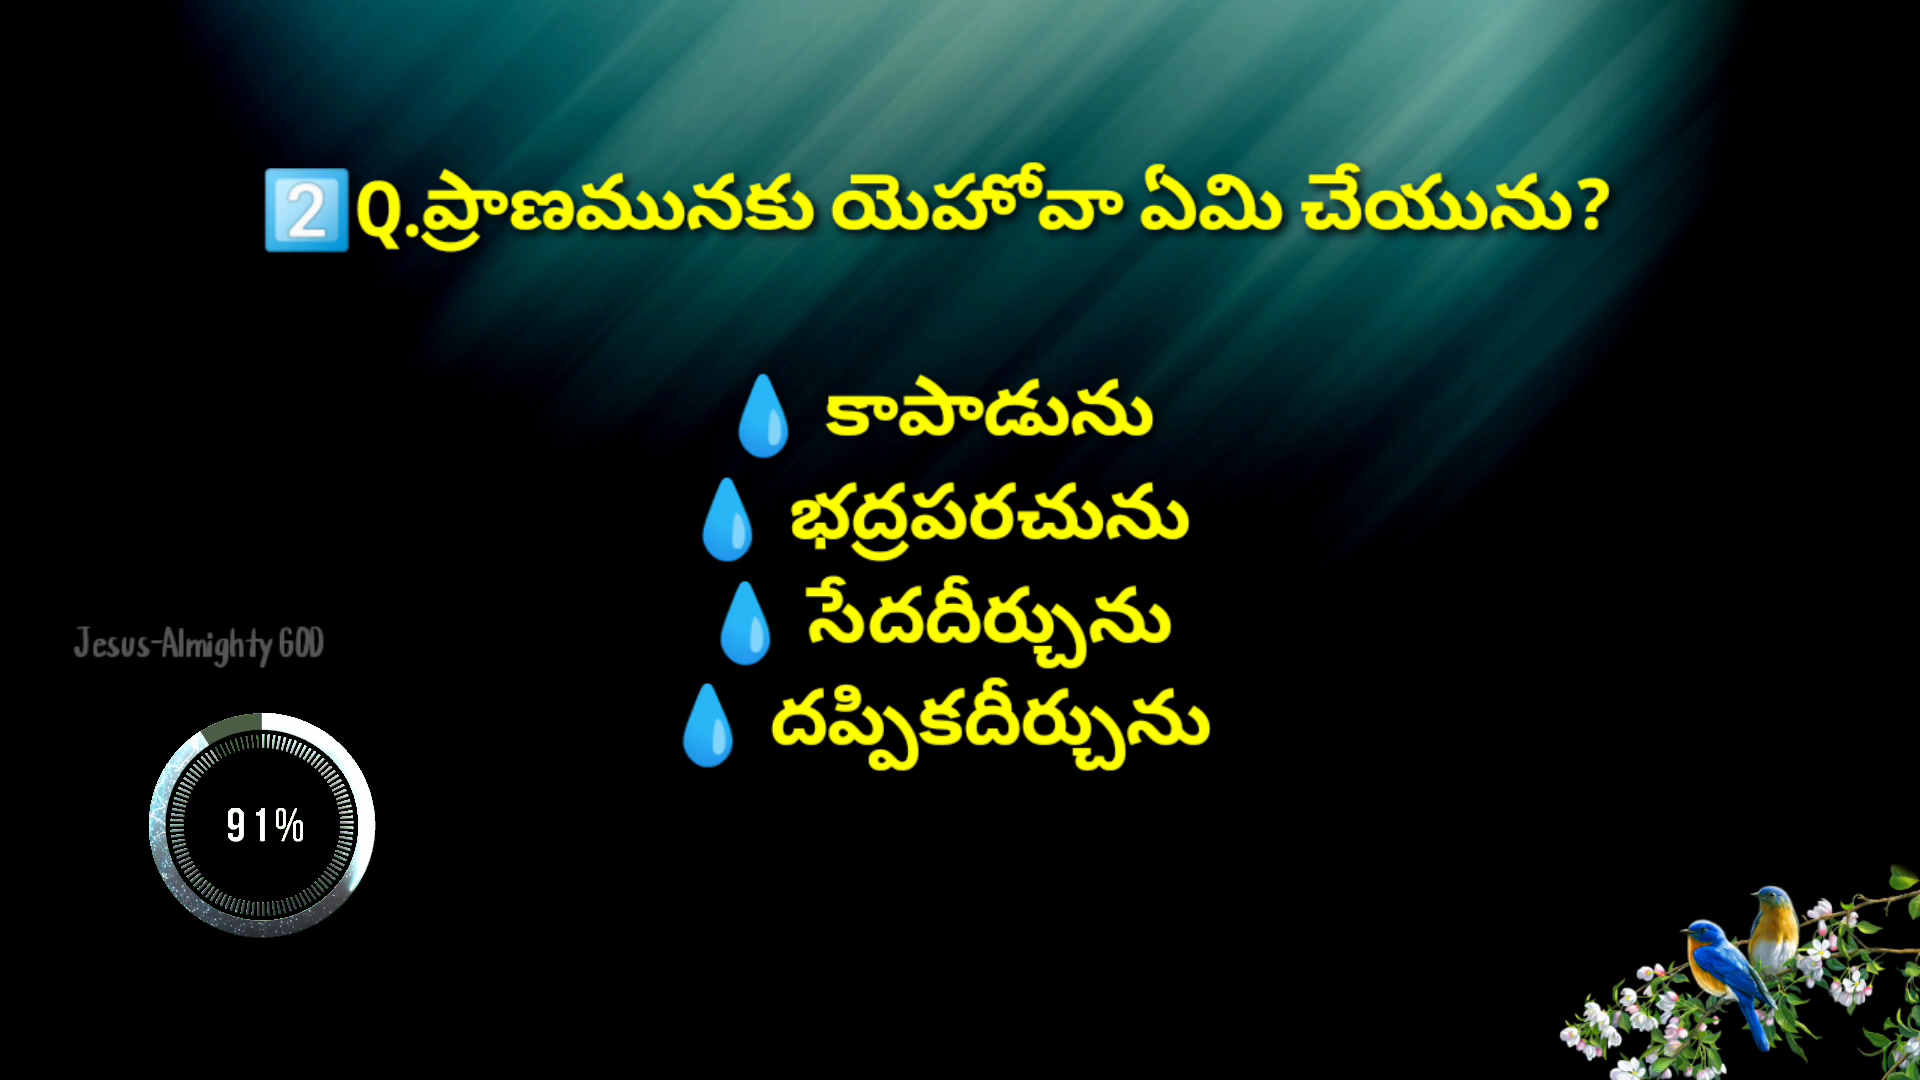 2️⃣Q.ప్రాణమునకు యెహోవా ఏమి చేయును?
💧 కాపాడును
💧 భద్రపరచును
💧 సేదదీర్చును
💧 దప్పికదీర్చును
Jesus-Almighty GOD
91%